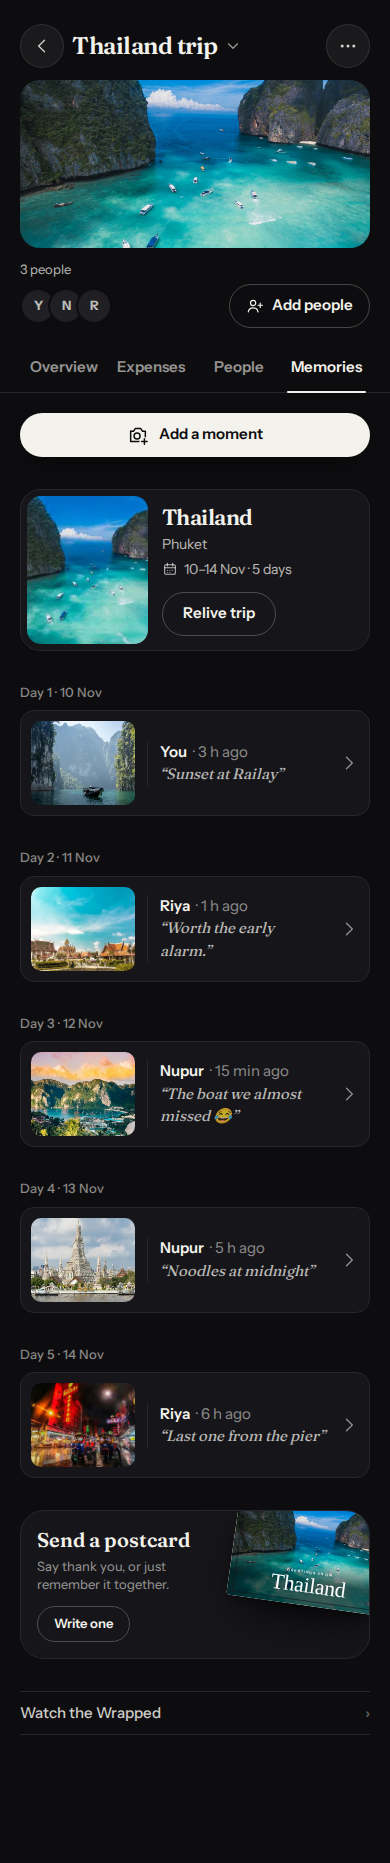 Thailand trip
3 people
Y N R
Add people
Overview Expenses People Memories
Add a moment
Thailand
Phuket
10–14 Nov · 5 days
Relive trip
Day 1 · 10 Nov
You · 3 h ago
“Sunset at Railay”
Day 2 · 11 Nov
Riya · 1 h ago
“Worth the early
alarm.”
Day 3 · 12 Nov
Nupur · 15 min ago
“The boat we almost
missed 😂”
Day 4 · 13 Nov
Nupur · 5 h ago
“Noodles at midnight”
Day 5 · 14 Nov
Riya · 6 h ago
“Last one from the pier”
Send a postcard
Say thank you, or just
remember it together.
Write one
GREETINGS FROM
Thailand
Watch the Wrapped